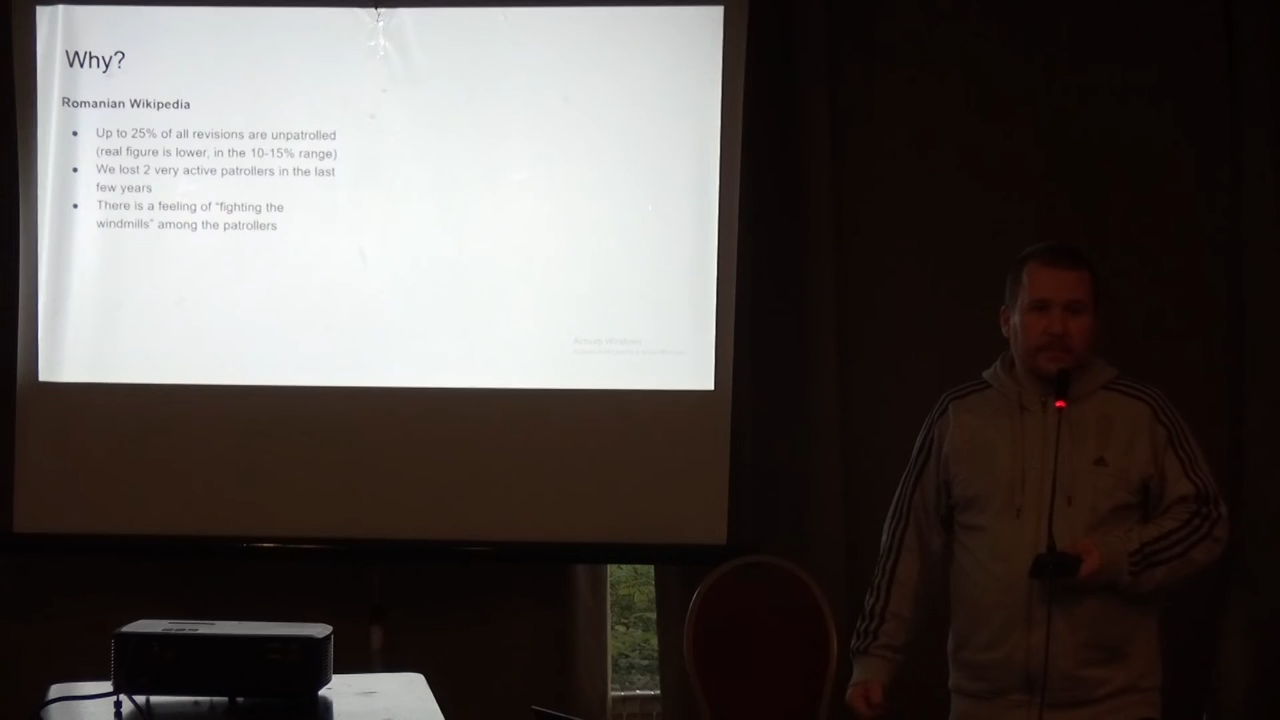 Why?
Romanian Wikipedia
• Up to 25% of all revisions are unpatrolled
(real figure is lower, in the 10-15% range)
• We lost 2 very active patrollers in the last
few years
• There is a feeling of “fighting the
windmills” among the patrollers
Activate Windows